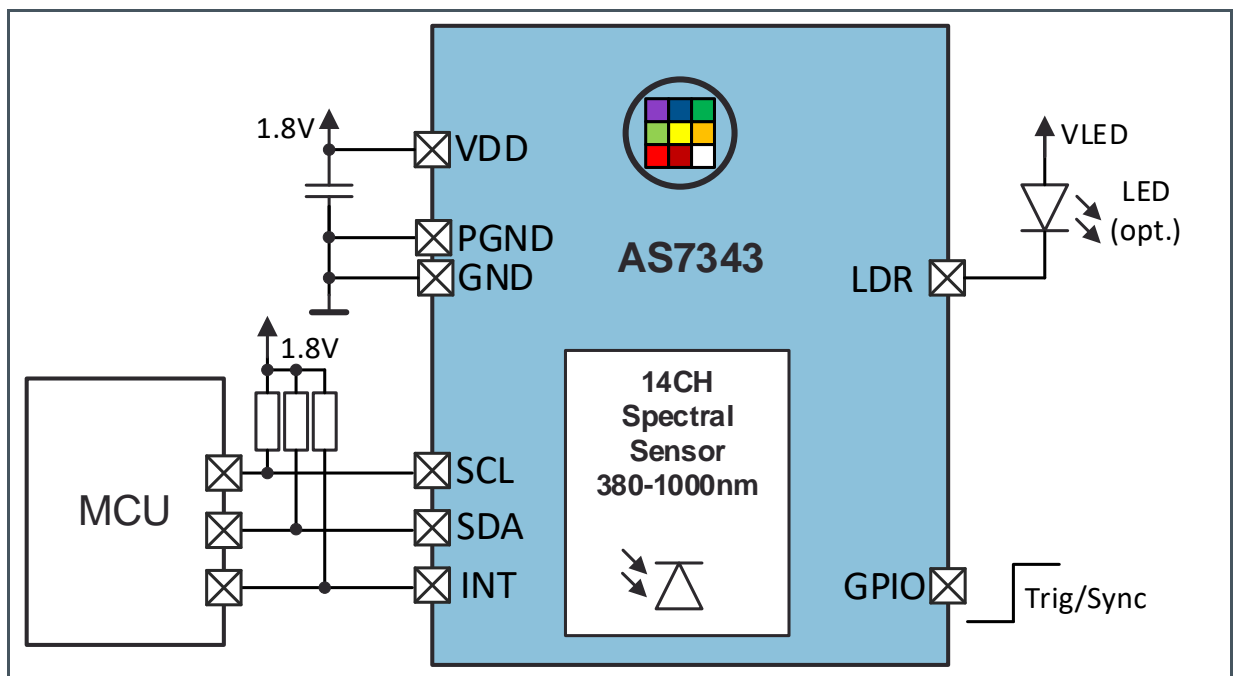 1.8V
VDD
PGND
GND
AS7343
VLED
LED
(opt.)
LDR
1.8V
MCU
SCL
SDA
INT
14CH
Spectral
Sensor
380-1000nm
GPIO
Trig/Sync